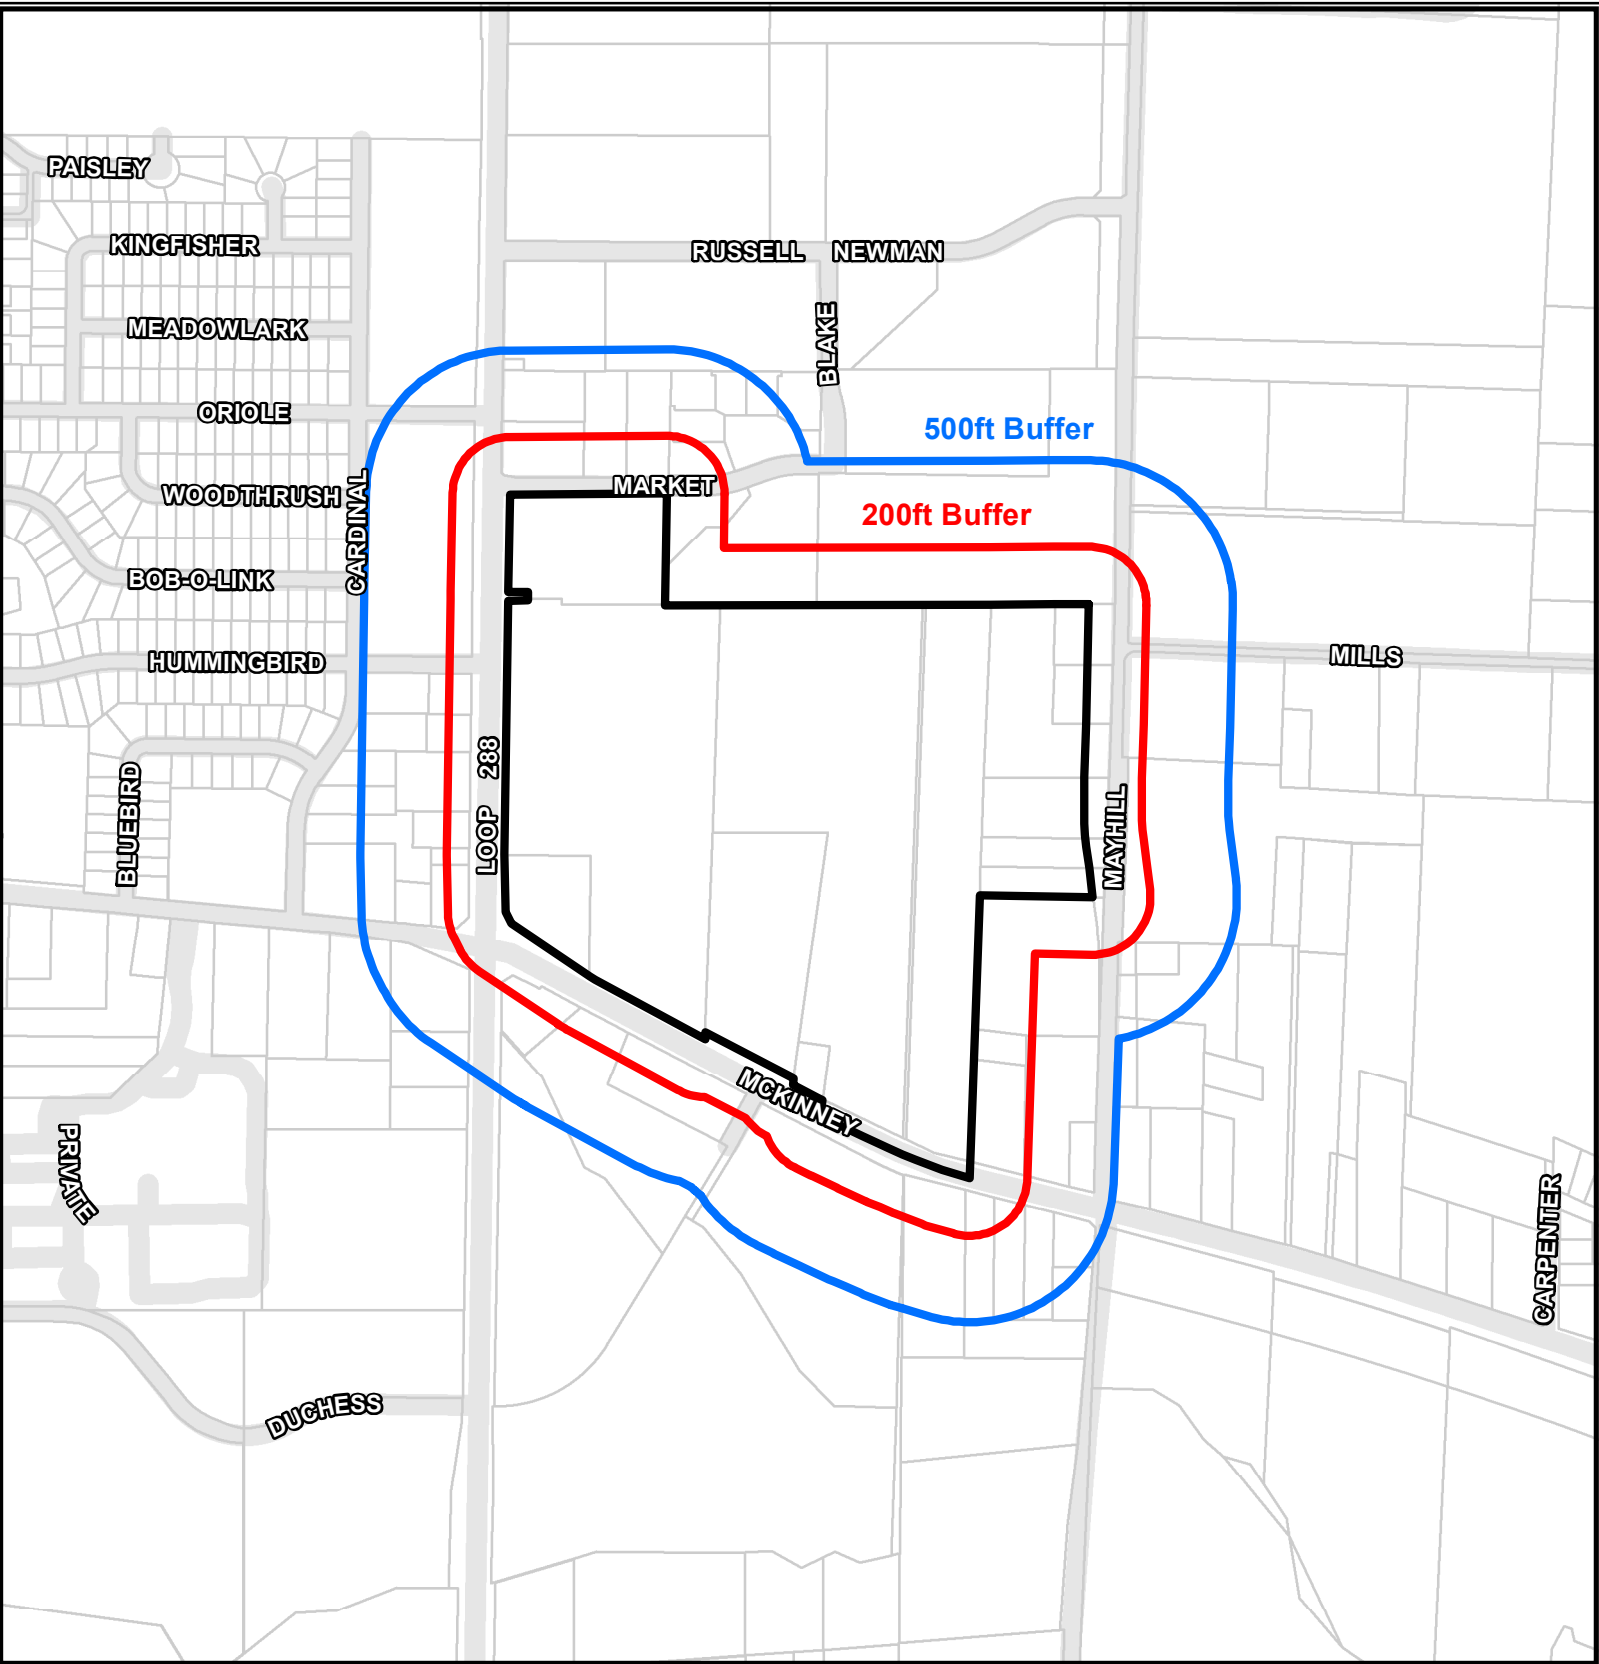 PAISLEY
KINGFISHER
RUSSELL NEWMAN
MEADOWLARK
BLAKE
ORIOLE
500ft Buffer
MARKET
WOODTHRUSH
CARDINAL
200ft Buffer
BOB-O-LINK
HUMMINGBIRD
MILLS
LOOP 288
BLUEBIRD
MAYHILL
MCKINNEY
PRIVATE
CARPENTER
DUCHESS